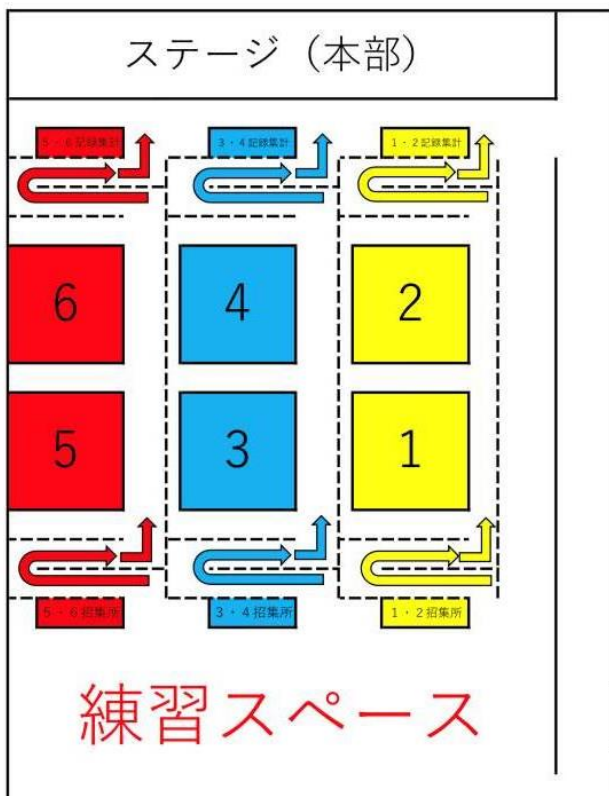 ステージ（本部）
5・6記録集計
3・4記録集計
1・2記録集計
6
4
2
5
3
1
5・6招集所
3・4招集所
1・2招集所
練習スペース